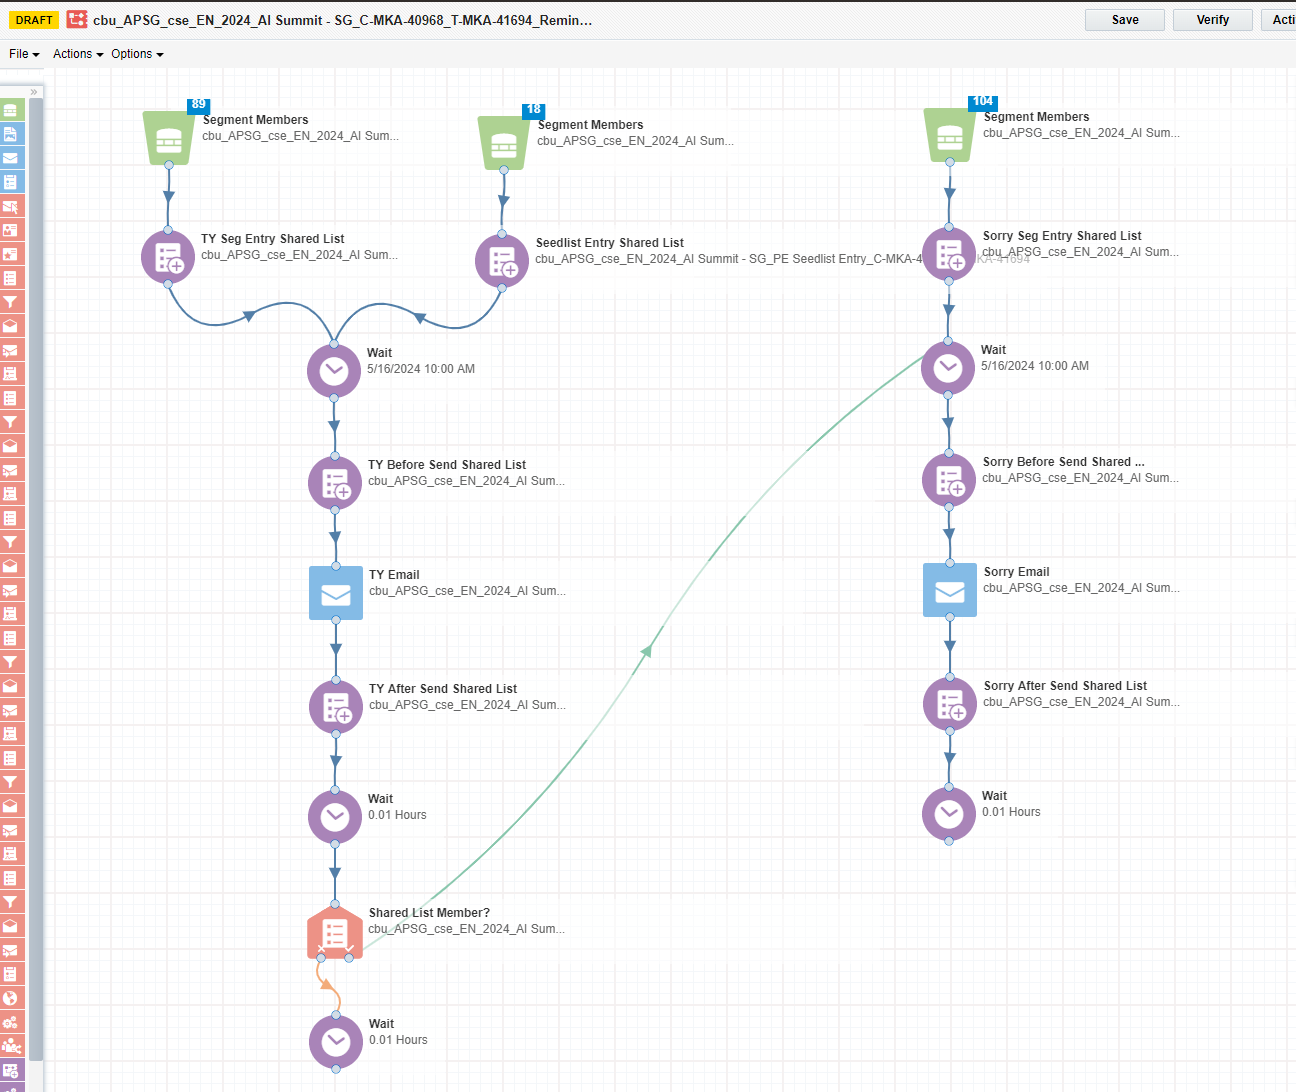 DRAFT cbu_APSG_cse_EN_2024_AI Summit - SG_C-MKA-40968_T-MKA-41694_Remin...
Save Verify Acti
File Actions Options
»
89
Segment Members
cbu_APSG_cse_EN_2024_AI Sum...
18
Segment Members
cbu_APSG_cse_EN_2024_AI Sum...
104
Segment Members
cbu_APSG_cse_EN_2024_AI Sum...
TY Seg Entry Shared List
cbu_APSG_cse_EN_2024_AI Sum...
Seedlist Entry Shared List
cbu_APSG_cse_EN_2024_AI Summit - SG_PE Seedlist Entry_C-MKA-4 KA-41694
Sorry Seg Entry Shared List
cbu_APSG_cse_EN_2024_AI Sum...
Wait
5/16/2024 10:00 AM
Wait
5/16/2024 10:00 AM
TY Before Send Shared List
cbu_APSG_cse_EN_2024_AI Sum...
Sorry Before Send Shared ...
cbu_APSG_cse_EN_2024_AI Sum...
TY Email
cbu_APSG_cse_EN_2024_AI Sum...
Sorry Email
cbu_APSG_cse_EN_2024_AI Sum...
TY After Send Shared List
cbu_APSG_cse_EN_2024_AI Sum...
Sorry After Send Shared List
cbu_APSG_cse_EN_2024_AI Sum...
Wait
0.01 Hours
Wait
0.01 Hours
Shared List Member?
cbu_APSG_cse_EN_2024_AI Sum...
Wait
0.01 Hours